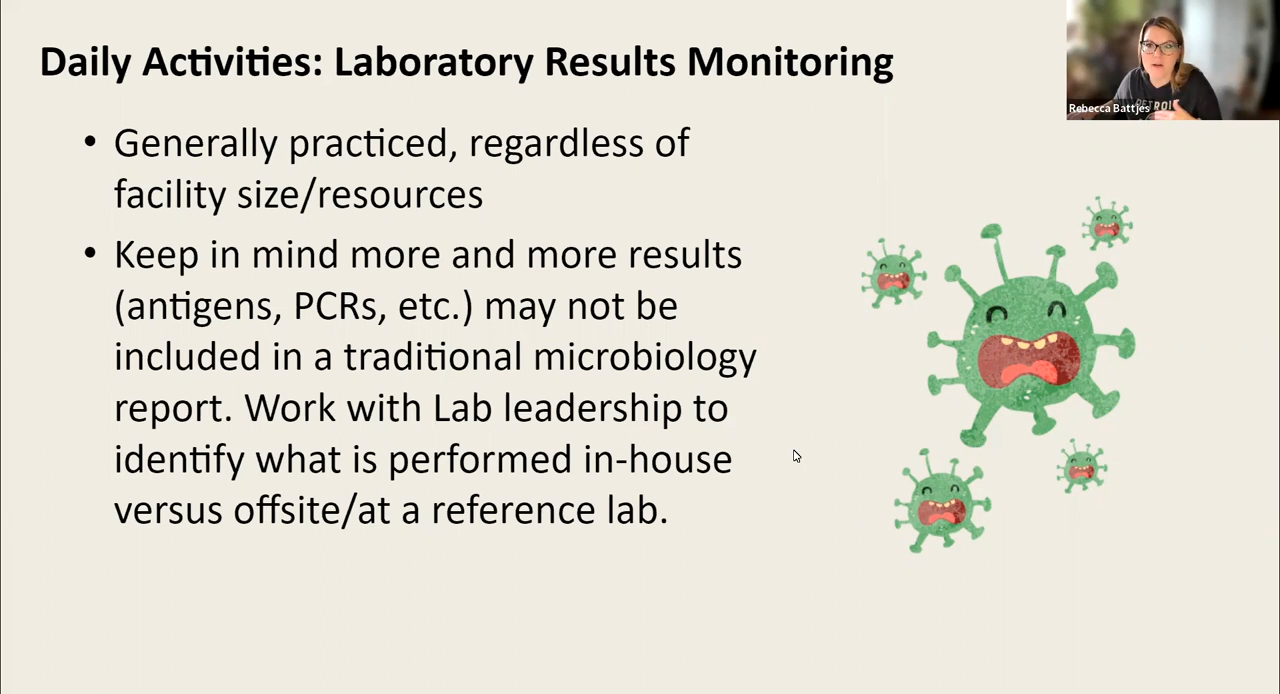 Daily Activities: Laboratory Results Monitoring
Rebecca Battjes
• Generally practiced, regardless of
facility size/resources
• Keep in mind more and more results
(antigens, PCRs, etc.) may not be
included in a traditional microbiology
report. Work with Lab leadership to
identify what is performed in-house
versus offsite/at a reference lab.